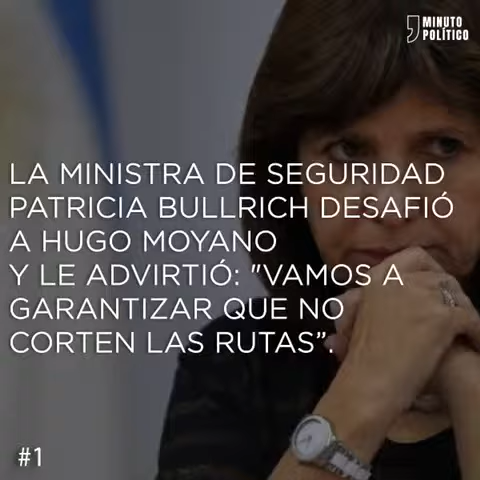 MINUTO
POLÍTICO
LA MINISTRA DE SEGURIDAD
PATRICIA BULLRICH DESAFIÓ
A HUGO MOYANO
Y LE ADVIRTIÓ: "VAMOS A
GARANTIZAR QUE NO
CORTEN LAS RUTAS”.
#1